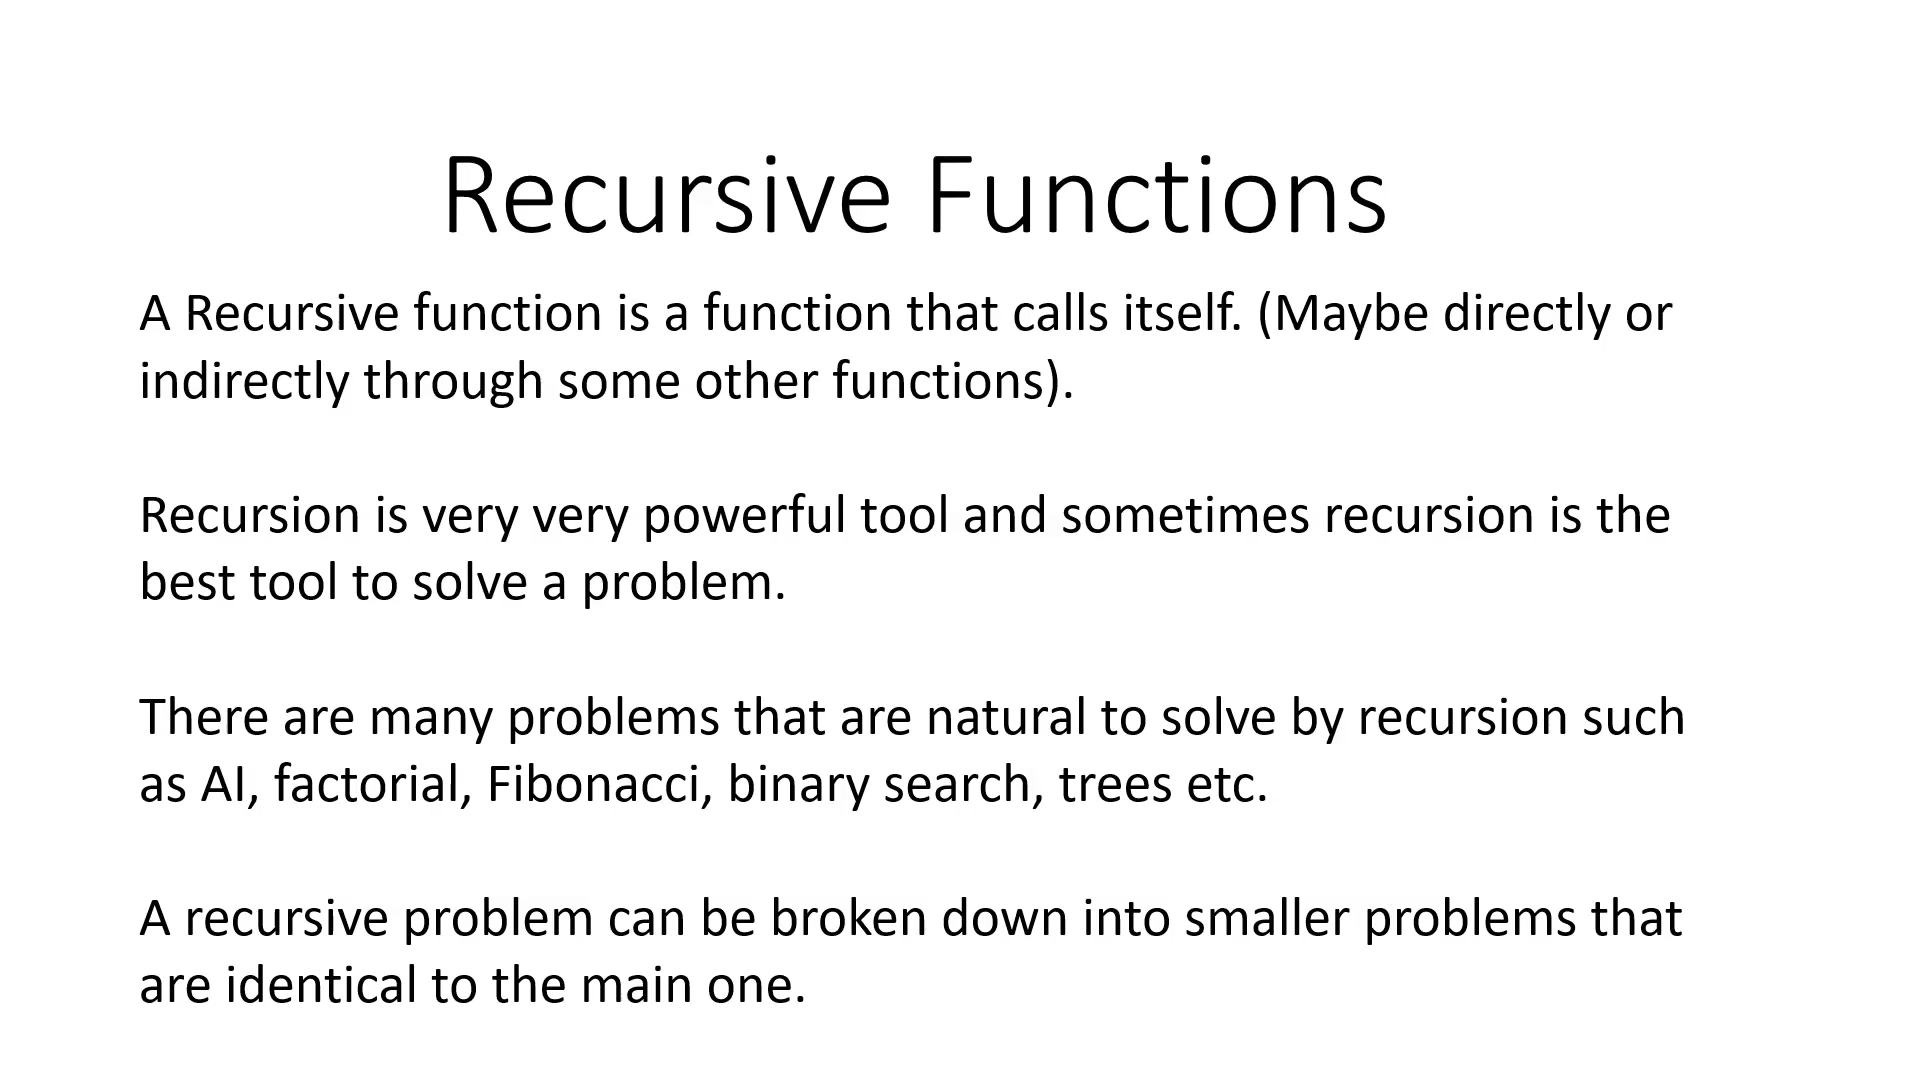 Recursive Functions
A Recursive function is a function that calls itself. (Maybe directly or
indirectly through some other functions).
Recursion is very very powerful tool and sometimes recursion is the
best tool to solve a problem.
There are many problems that are natural to solve by recursion such
as AI, factorial, Fibonacci, binary search, trees etc.
A recursive problem can be broken down into smaller problems that
are identical to the main one.